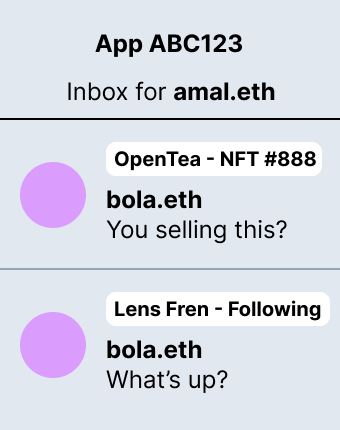 App ABC123
Inbox for amal.eth
OpenTea - NFT #888
bola.eth
You selling this?
Lens Fren - Following
bola.eth
What’s up?